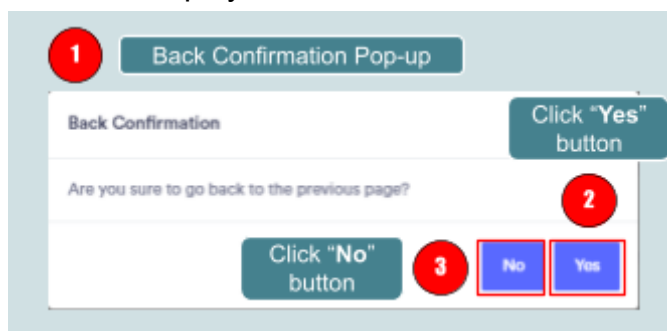 1 Back Confirmation Pop-up
Back Confirmation
Click “Yes”
button
Are you sure to go back to the previous page?
2
Click “No”
button
3
No Yes